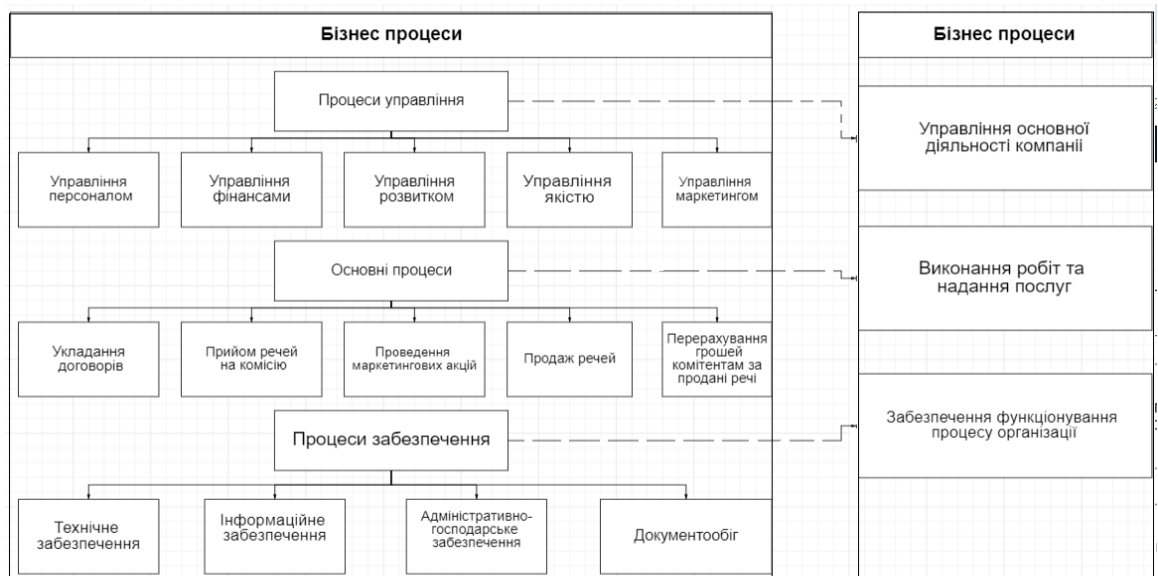 Бізнес процеси
Бізнес процеси
Процеси управління
Управління основної
діяльності компаніі
Управління
персоналом
Управління
фінансами
Управління
розвитком
Управління
якістю
Управління
маркетингом
Основні процеси
Виконання робіт та
надання послуг
Укладання
договорів
Прийом речей
на комісію
Проведення
маркетингових акцій
Продаж речей
Перерахування
грошей
комітентам за
продані речі
Процеси забезпечення
Забезпечення функціонування
процесу організації
Технічне
забезпечення
Інформаційне
забезпечення
Адміністративно-
господарське
забезпечення
Документообіг